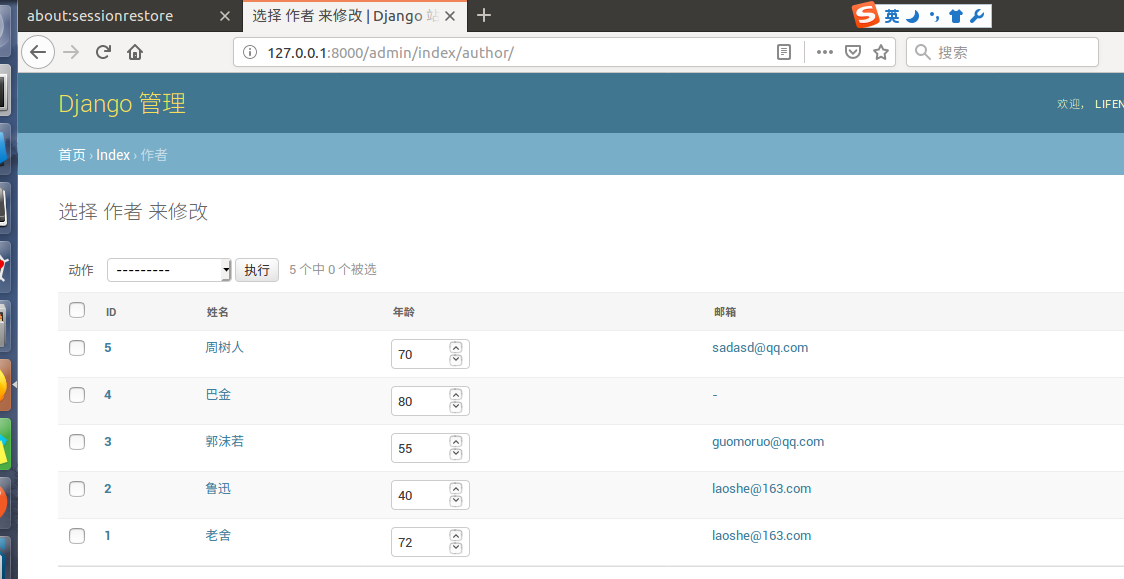 about:sessionrestore
选择 作者 来修改 | Django 站
英
127.0.0.1:8000/admin/index/author/
搜索
Django 管理
欢迎， LIFEN
首页 › Index › 作者
选择 作者 来修改
动作 --------- 执行 5 个中 0 个被选
ID 姓名 年龄 邮箱
5 周树人 70 sadasd@qq.com
4 巴金 80 -
3 郭沫若 55 guomoruo@qq.com
2 鲁迅 40 laoshe@163.com
1 老舍 72 laoshe@163.com